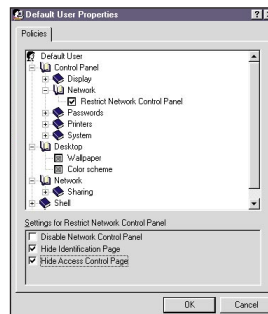 Default User Properties
Policies
Default User
Control Panel
Display
Network
Restrict Network Control Panel
Passwords
Printers
System
Desktop
Wallpaper
Color scheme
Network
Sharing
Shell
Settings for Restrict Network Control Panel
Disable Network Control Panel
Hide Identification Page
Hide Access Control Page
OK
Cancel